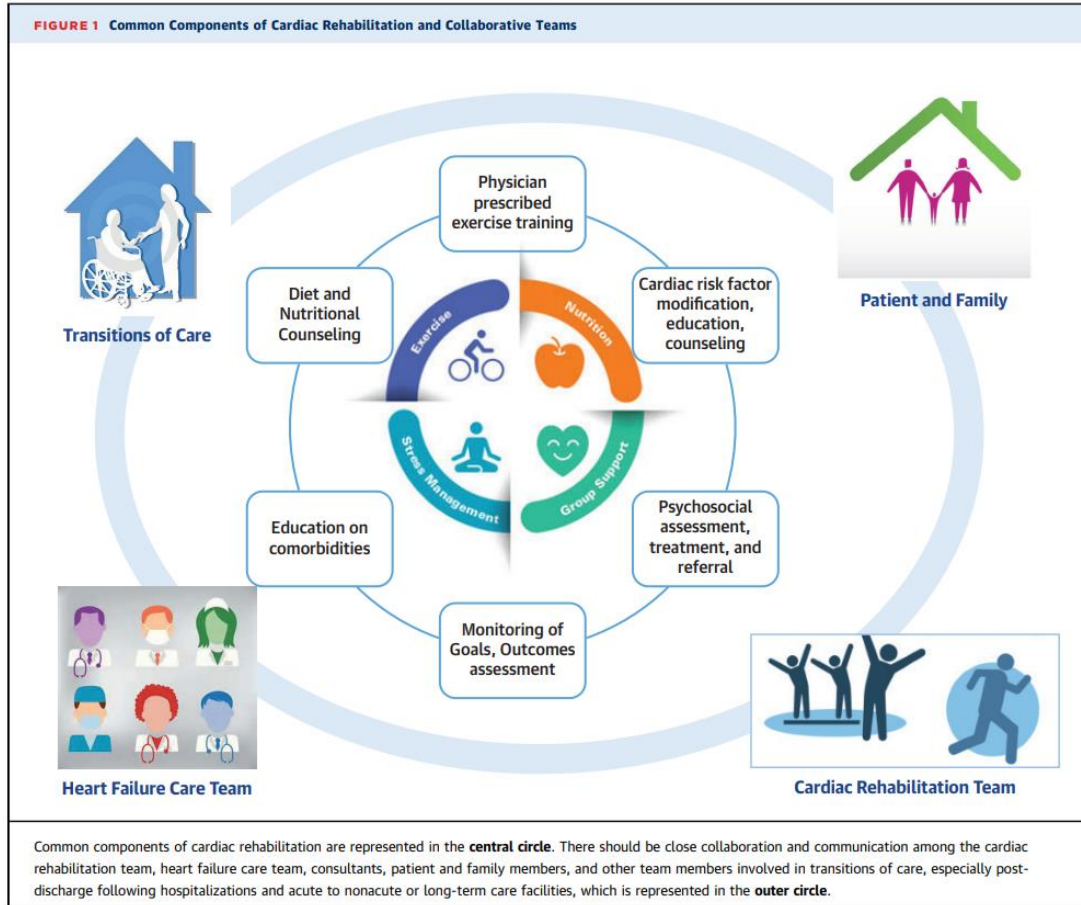 FIGURE 1 Common Components of Cardiac Rehabilitation and Collaborative Teams
Physician
prescribed
exercise training
Diet and
Nutritional
Counseling
Cardiac risk factor
modification,
education,
counseling
Transitions of Care
Patient and Family
Exercise
Nutrition
Stress Management
Group Support
Education on
comorbidities
Psychosocial
assessment,
treatment, and
referral
Monitoring of
Goals, Outcomes
assessment
Heart Failure Care Team
Cardiac Rehabilitation Team
Common components of cardiac rehabilitation are represented in the central circle. There should be close collaboration and communication among the cardiac
rehabilitation team, heart failure care team, consultants, patient and family members, and other team members involved in transitions of care, especially post-
discharge following hospitalizations and acute to nonacute or long-term care facilities, which is represented in the outer circle.